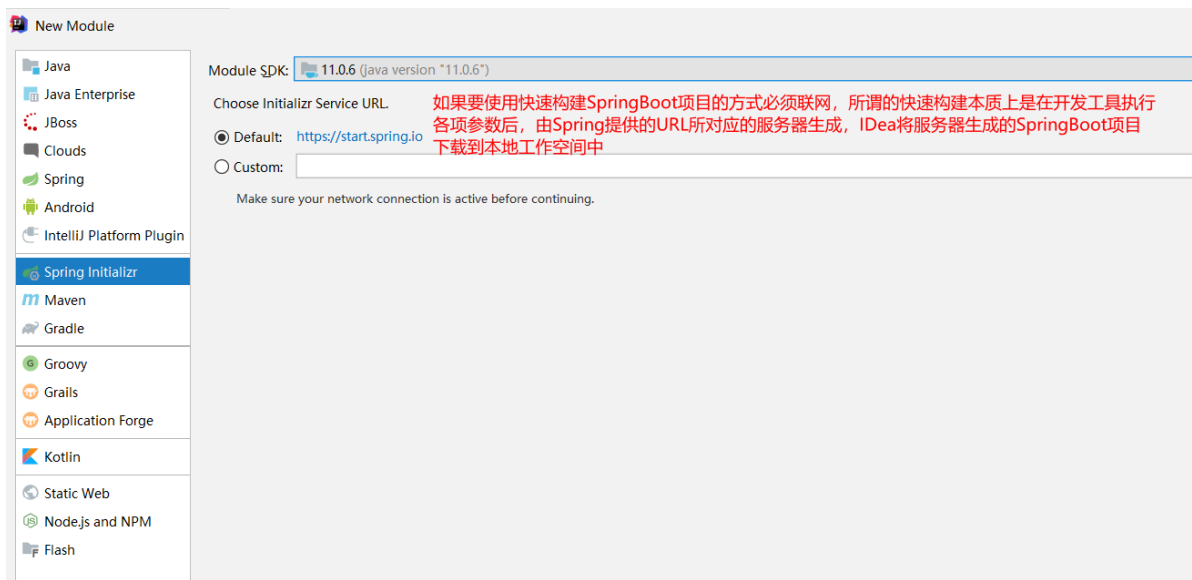 New Module
Java
Java Enterprise
JBoss
Clouds
Spring
Android
IntelliJ Platform Plugin
Spring Initializr
Maven
Gradle
Groovy
Grails
Application Forge
Kotlin
Static Web
Node.js and NPM
Flash
Module SDK: 11.0.6 (java version "11.0.6")
Choose Initializr Service URL.
Default: https://start.spring.io
Custom:
Make sure your network connection is active before continuing.
如果要使用快速构建SpringBoot项目的方式必须联网，所谓的快速构建本质上是在开发工具执行
各项参数后，由Spring提供的URL所对应的服务器生成，IDea将服务器生成的SpringBoot项目
下载到本地工作空间中